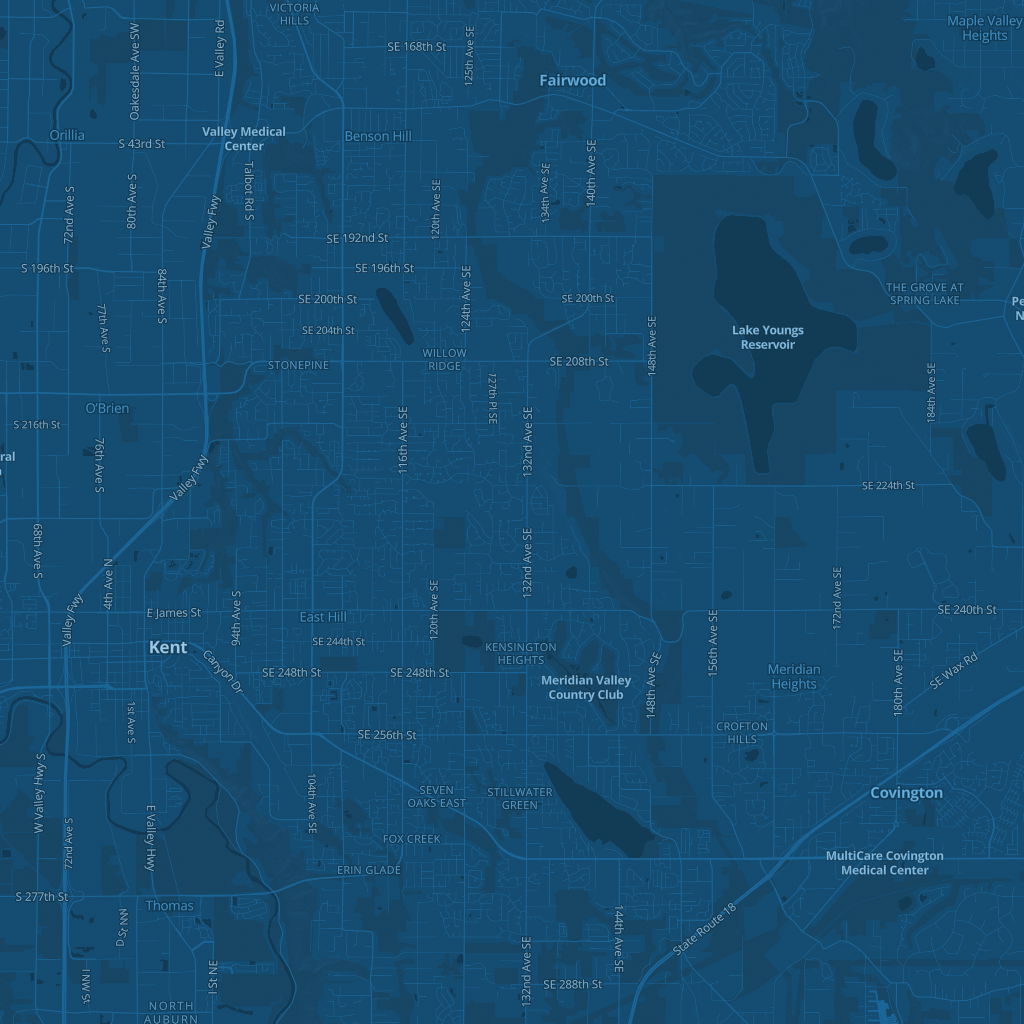 VICTORIA
HILLS
Maple Valley
Heights
SE 168th St
125th Ave SE
Oakesdale Ave SW
E Valley Rd
Fairwood
Orillia
Valley Medical
Center
Benson Hill
S 43rd St
Talbot Rd S
72nd Ave S
80th Ave S
Valley Fwy
120th Ave SE
134th Ave SE
140th Ave SE
SE 192nd St
S 196th St
SE 196th St
84th Ave S
124th Ave SE
SE 200th St
SE 200th St
THE GROVE AT
SPRING LAKE
Pe
N
77th Ave S
SE 204th St
Lake Youngs
Reservoir
148th Ave SE
STONEPINE
WILLOW
RIDGE
SE 208th St
127th Pl SE
184th Ave SE
O'Brien
S 216th St
116th Ave SE
132nd Ave SE
76th Ave S
ral
Valley Fwy
SE 224th St
68th Ave S
132nd Ave SE
4th Ave N
Valley Fwy
E James St
94th Ave S
East Hill
120th Ave SE
172nd Ave SE
SE 240th St
156th Ave SE
Kent
SE 244th St
KENSINGTON
HEIGHTS
Canyon Dr
SE 248th St
SE 248th St
Meridian Valley
Country Club
148th Ave SE
Meridian
Heights
180th Ave SE
SE Wax Rd
1st Ave S
SE 256th St
CROFTON
HILLS
W Valley Hwy S
104th Ave SE
SEVEN
OAKS EAST
STILLWATER
GREEN
Covington
72nd Ave S
E Valley Hwy
FOX CREEK
ERIN GLADE
MultiCare Covington
Medical Center
S 277th St
Thomas
D St NW
144th Ave SE
State Route 18
I NW St
I St NE
132nd Ave SE
SE 288th St
NORTH
AUBURN